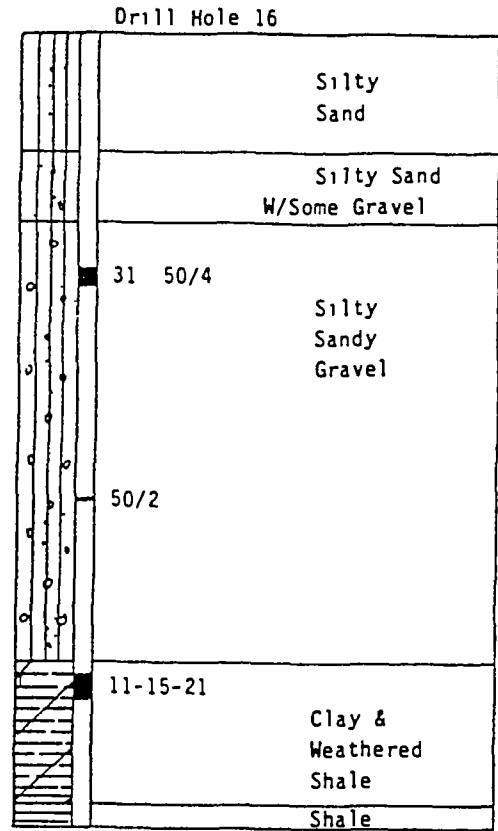 Drill Hole 16
Silty
Sand
Silty Sand
W/Some Gravel
31 50/4
Silty
Sandy
Gravel
50/2
11-15-21
Clay &
Weathered
Shale
Shale